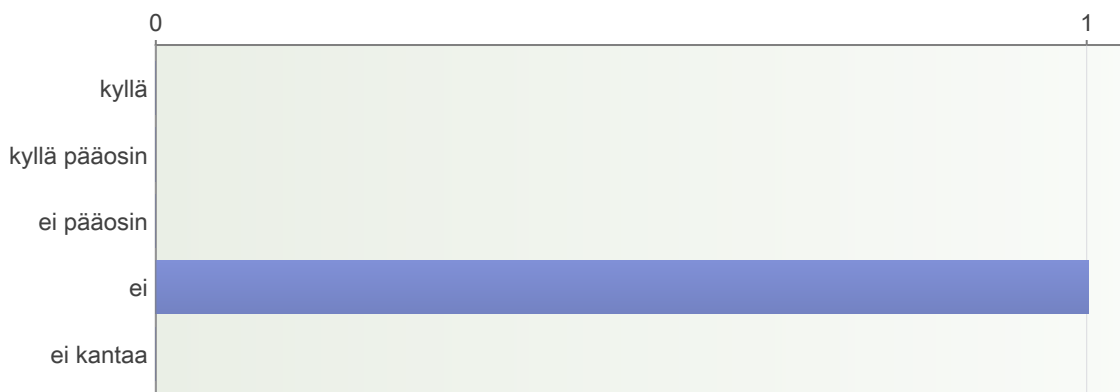 0 1
kyllä
kyllä pääosin
ei pääosin
ei
ei kantaa